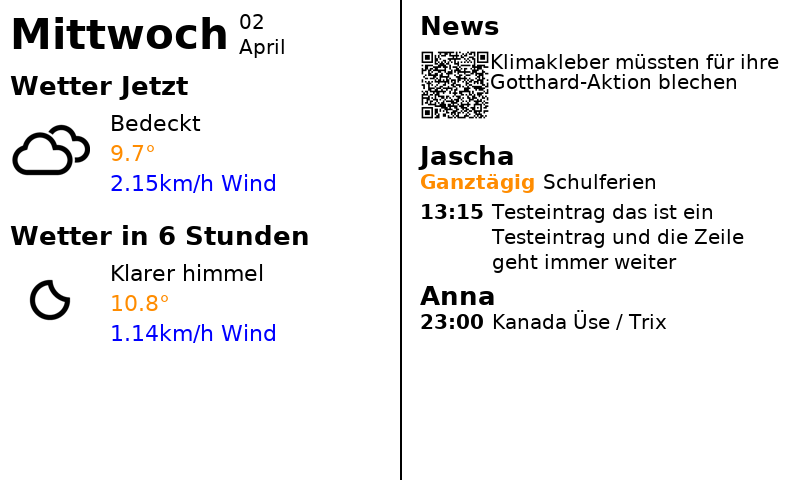 Mittwoch
02
April
Wetter Jetzt
Bedeckt
9.7°
2.15km/h Wind
Wetter in 6 Stunden
Klarer himmel
10.8°
1.14km/h Wind
News
Klimakleber müssten für ihre
Gotthard-Aktion blechen
Jascha
Ganztägig Schulferien
13:15 Testeintrag das ist ein
Testeintrag und die Zeile
geht immer weiter
Anna
23:00 Kanada Üse / Trix